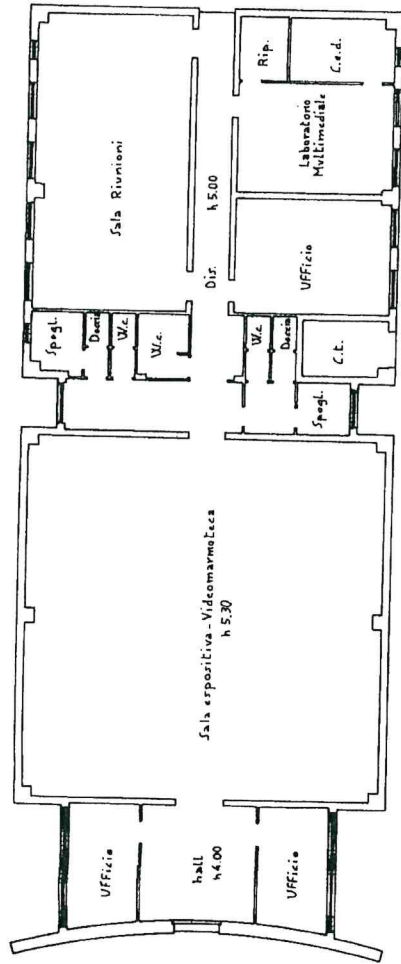 Sala Riunioni
Rip.
C.e.d.
Laboratorio
Multimediale
Dis.
h 5.00
Ufficio
Spogl.
Doccia
W.c.
W.c.
W.c.
Doccia
C.t.
Spogl.
Sala espositiva - Videomarmoteca
h 5.30
Ufficio
hall
h 4.00
Ufficio